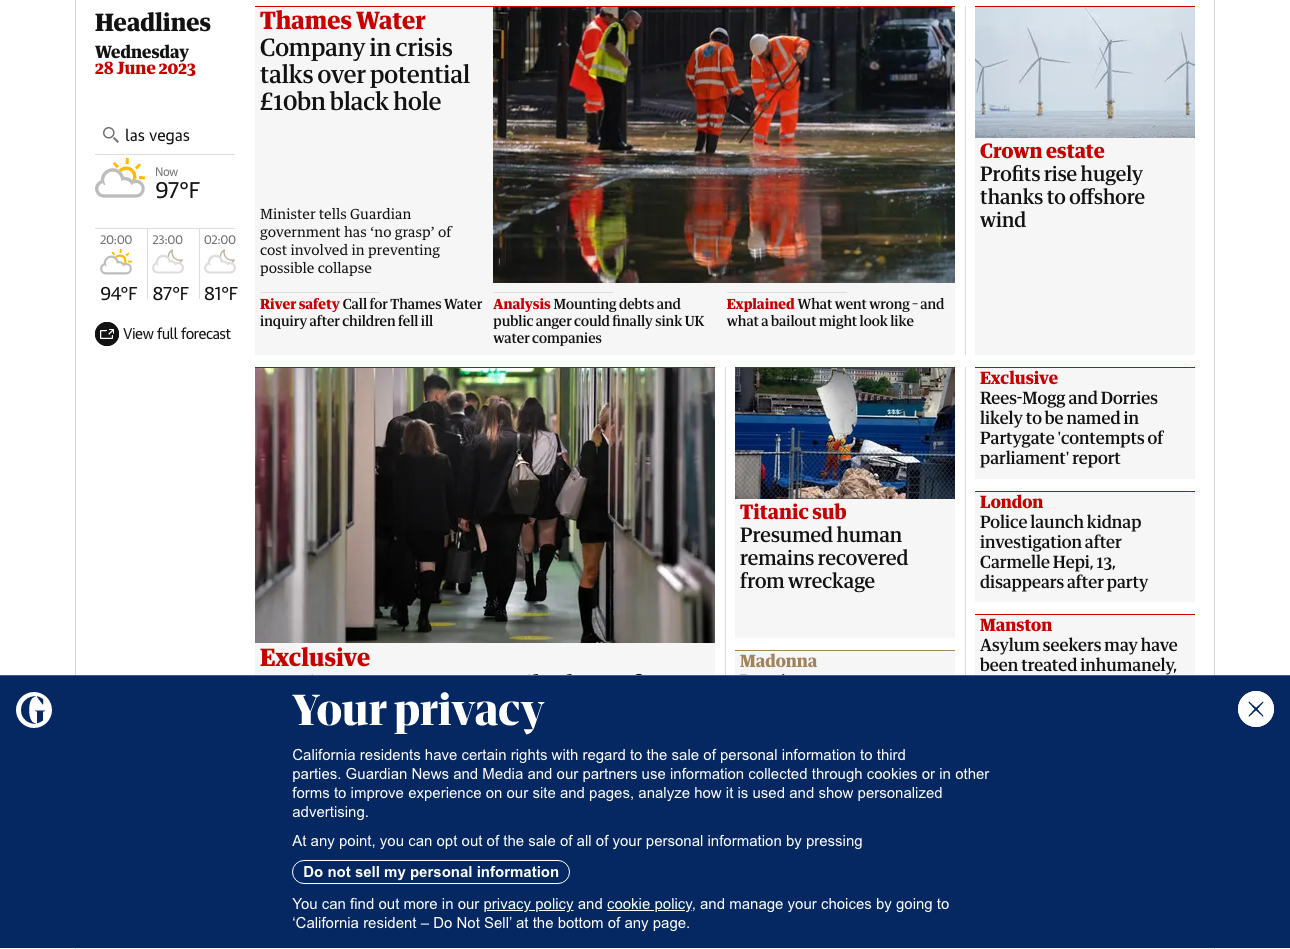 Headlines
Wednesday
28 June 2023
las vegas
Now
97°F
20:00
23:00
02:00
94°F
87°F
81°F
View full forecast
Thames Water
Company in crisis
talks over potential
£10bn black hole
Minister tells Guardian
government has ‘no grasp’ of
cost involved in preventing
possible collapse
River safety Call for Thames Water
inquiry after children fell ill
Analysis Mounting debts and
public anger could finally sink UK
water companies
Explained What went wrong – and
what a bailout might look like
Crown estate
Profits rise hugely
thanks to offshore
wind
Exclusive
Titanic sub
Presumed human
remains recovered
from wreckage
Madonna
Exclusive
Rees-Mogg and Dorries
likely to be named in
Partygate 'contempts of
parliament' report
London
Police launch kidnap
investigation after
Carmelle Hepi, 13,
disappears after party
Manston
Asylum seekers may have
been treated inhumanely,
Your privacy
California residents have certain rights with regard to the sale of personal information to third
parties. Guardian News and Media and our partners use information collected through cookies or in other
forms to improve experience on our site and pages, analyze how it is used and show personalized
advertising.
At any point, you can opt out of the sale of all of your personal information by pressing
Do not sell my personal information
You can find out more in our privacy policy and cookie policy, and manage your choices by going to
‘California resident – Do Not Sell’ at the bottom of any page.